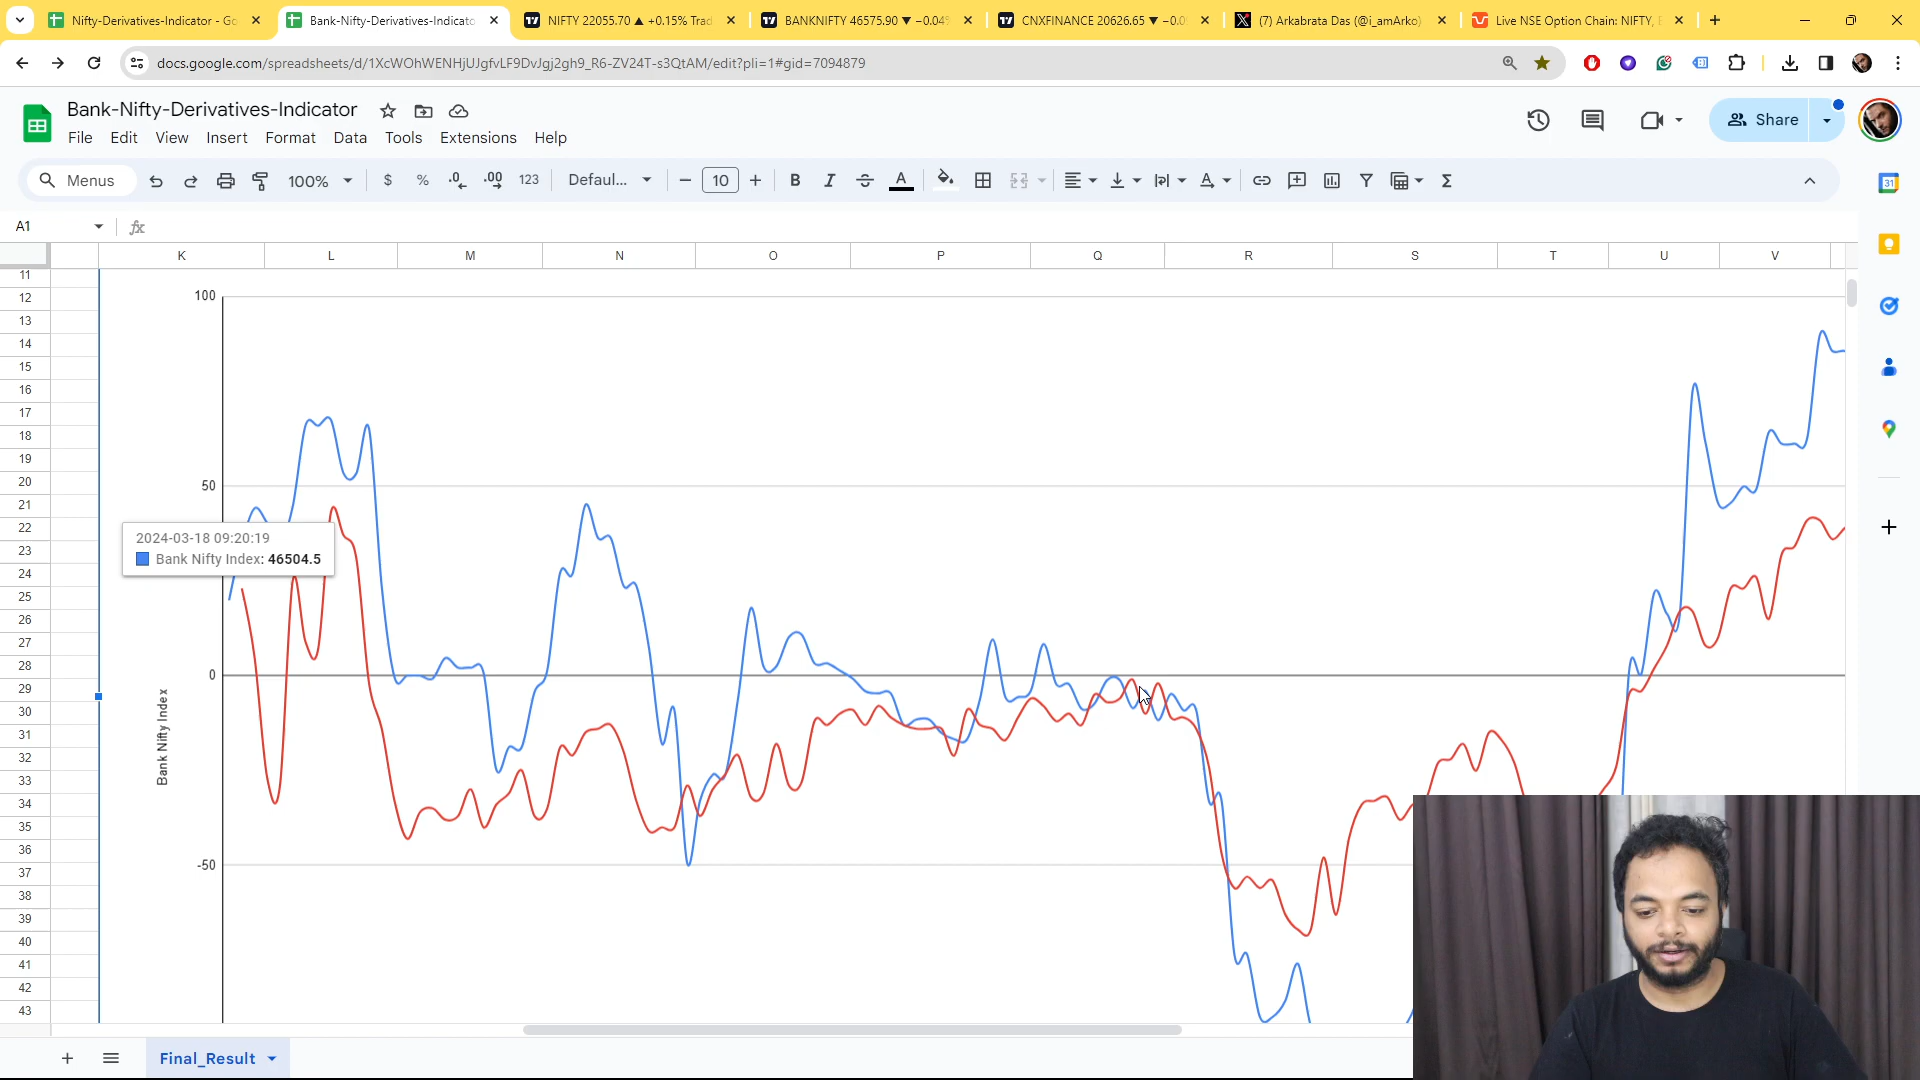 Nifty-Derivatives-Indicator - Go
Bank-Nifty-Derivatives-Indicato
NIFTY 22055.70 ▲ +0.15% Trad
BANKNIFTY 46575.90 ▼ −0.04%
CNXFINANCE 20626.65 ▼ −0.0
(7) Arkabrata Das (@i_amArko)
Live NSE Option Chain: NIFTY,
docs.google.com/spreadsheets/d/1XcWOhWENHjUJgfvLF9DvJgj2gh9_R6-ZV24T-s3QtAM/edit?pli=1#gid=7094879
Bank-Nifty-Derivatives-Indicator
File Edit View Insert Format Data Tools Extensions Help
Share
Menus 100% $ % .0 .00 123 Defaul... 10 B I A Σ
31
A1 fx
K L M N O P Q R S T U V
11
12
13
14
15
16
17
18
19
20
21
22
23
24
25
26
27
28
29
30
31
32
33
34
35
36
37
38
39
40
41
42
43
100
50
0
-50
2024-03-18 09:20:19
Bank Nifty Index: 46504.5
Bank Nifty Index
Final_Result